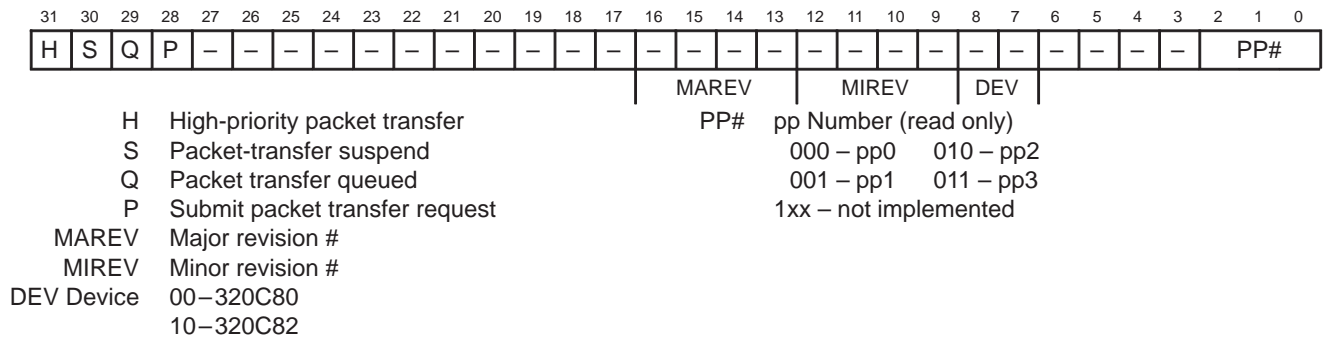 31 30 29 28 27 26 25 24 23 22 21 20 19 18 17 16 15 14 13 12 11 10 9 8 7 6 5 4 3 2 1 0
H S Q P – – – – – – – – – – – – – – – – – – – – – – – – – PP#
MAREV MIREV DEV
H High-priority packet transfer PP# pp Number (read only)
S Packet-transfer suspend 000 – pp0 010 – pp2
Q Packet transfer queued 001 – pp1 011 – pp3
P Submit packet transfer request 1xx – not implemented
MAREV Major revision #
MIREV Minor revision #
DEV Device 00–320C80
10–320C82